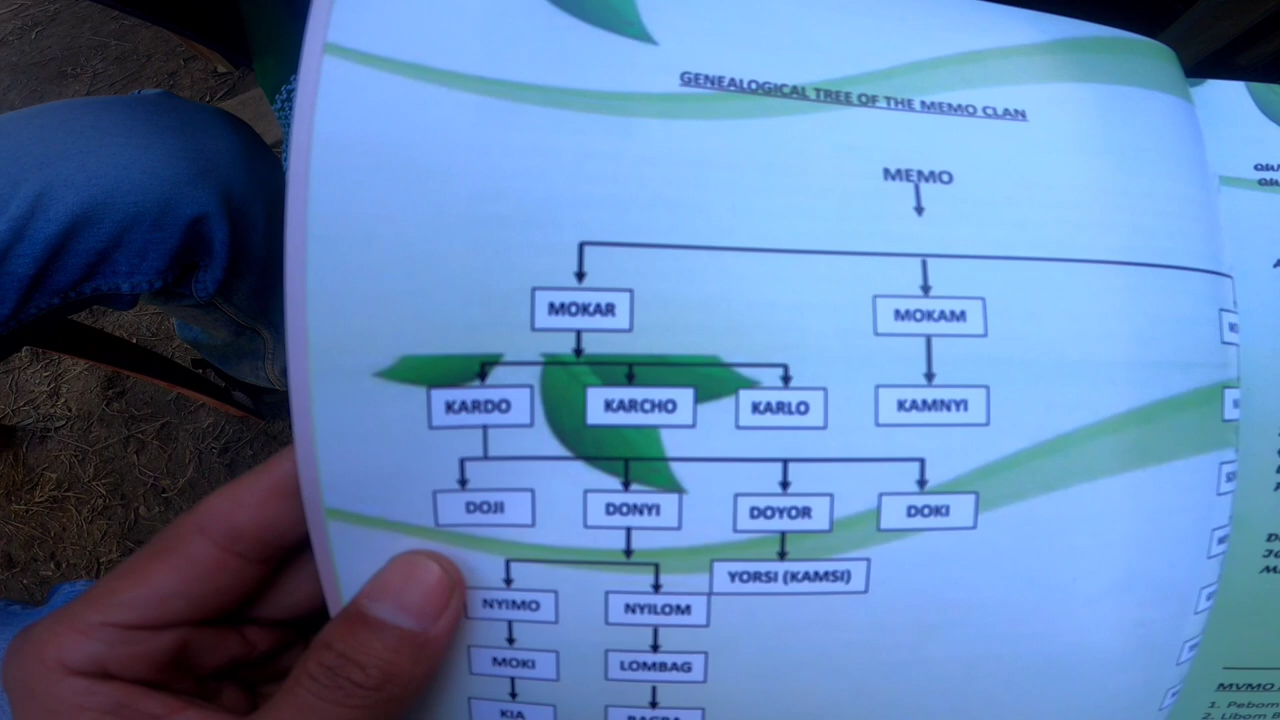 GENEALOGICAL TREE OF THE MEMO CLAN
MEMO
MOKAR
MOKAM
KARDO
KARCHO
KARLO
KAMNYI
DOJI
DONYI
DOYOR
DOKI
YORSI (KAMSI)
NYIMO
NYILOM
MOKI
LOMBAG
KIA
MVMO
1. Pebom
2. Libom